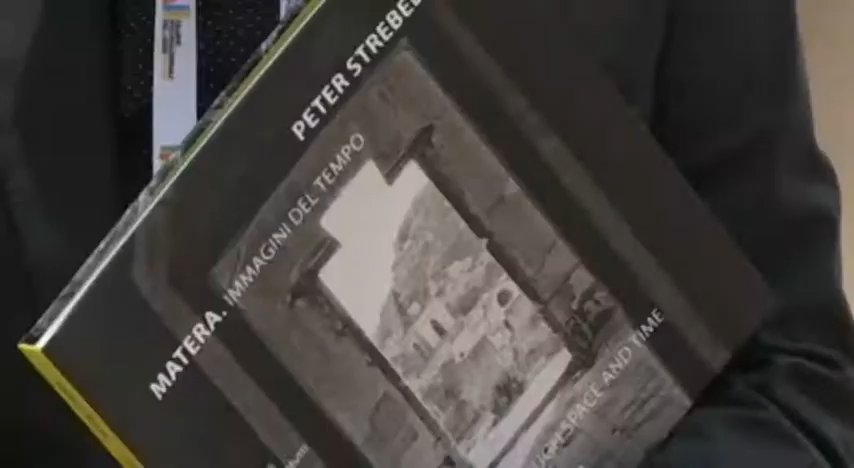 PETER STREBEL
MATERA. IMMAGINI DEL TEMPO
SPACE AND TIME